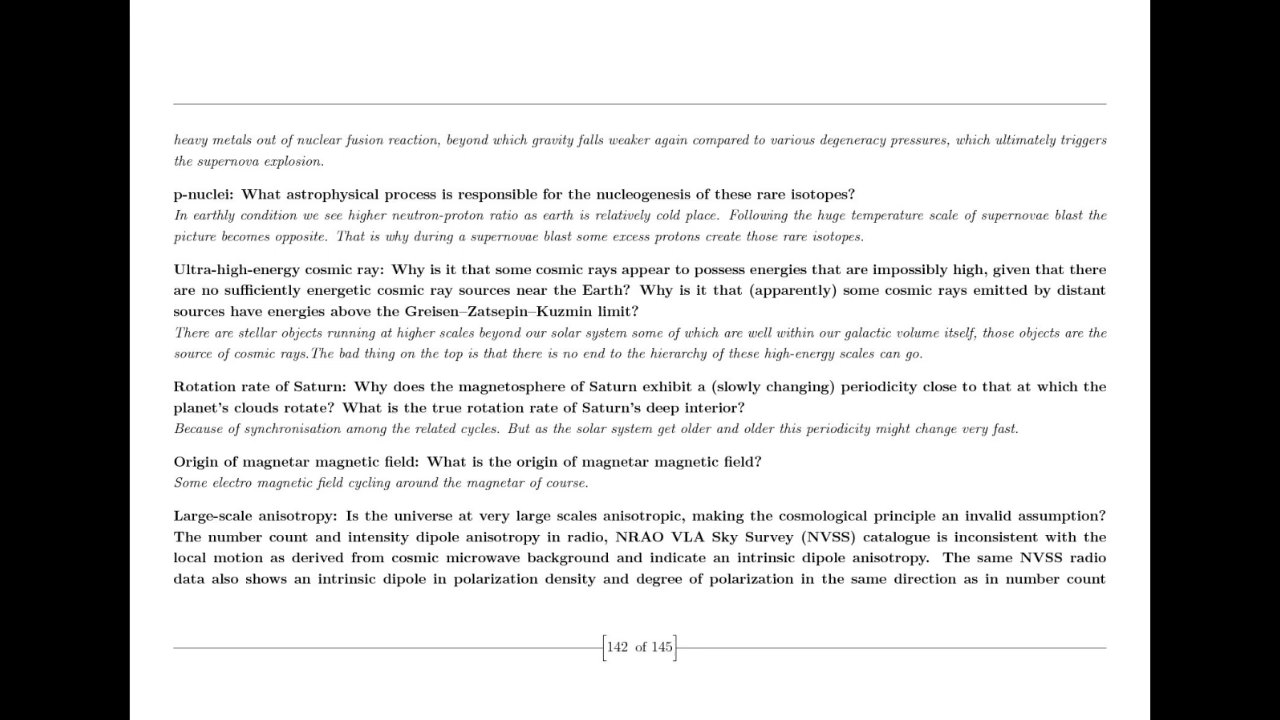 heavy metals out of nuclear fusion reaction, beyond which gravity falls weaker again compared to various degeneracy pressures, which ultimately triggers
the supernova explosion.
p-nuclei: What astrophysical process is responsible for the nucleogenesis of these rare isotopes?
In earthly condition we see higher neutron-proton ratio as earth is relatively cold place. Following the huge temperature scale of supernovae blast the
picture becomes opposite. That is why during a supernovae blast some excess protons create those rare isotopes.
Ultra-high-energy cosmic ray: Why is it that some cosmic rays appear to possess energies that are impossibly high, given that there
are no sufficiently energetic cosmic ray sources near the Earth? Why is it that (apparently) some cosmic rays emitted by distant
sources have energies above the Greisen–Zatsepin–Kuzmin limit?
There are stellar objects running at higher scales beyond our solar system some of which are well within our galactic volume itself, those objects are the
source of cosmic rays.The bad thing on the top is that there is no end to the hierarchy of these high-energy scales can go.
Rotation rate of Saturn: Why does the magnetosphere of Saturn exhibit a (slowly changing) periodicity close to that at which the
planet's clouds rotate? What is the true rotation rate of Saturn's deep interior?
Because of synchronisation among the related cycles. But as the solar system get older and older this periodicity might change very fast.
Origin of magnetar magnetic field: What is the origin of magnetar magnetic field?
Some electro magnetic field cycling around the magnetar of course.
Large-scale anisotropy: Is the universe at very large scales anisotropic, making the cosmological principle an invalid assumption?
The number count and intensity dipole anisotropy in radio, NRAO VLA Sky Survey (NVSS) catalogue is inconsistent with the
local motion as derived from cosmic microwave background and indicate an intrinsic dipole anisotropy. The same NVSS radio
data also shows an intrinsic dipole in polarization density and degree of polarization in the same direction as in number count
142 of 145